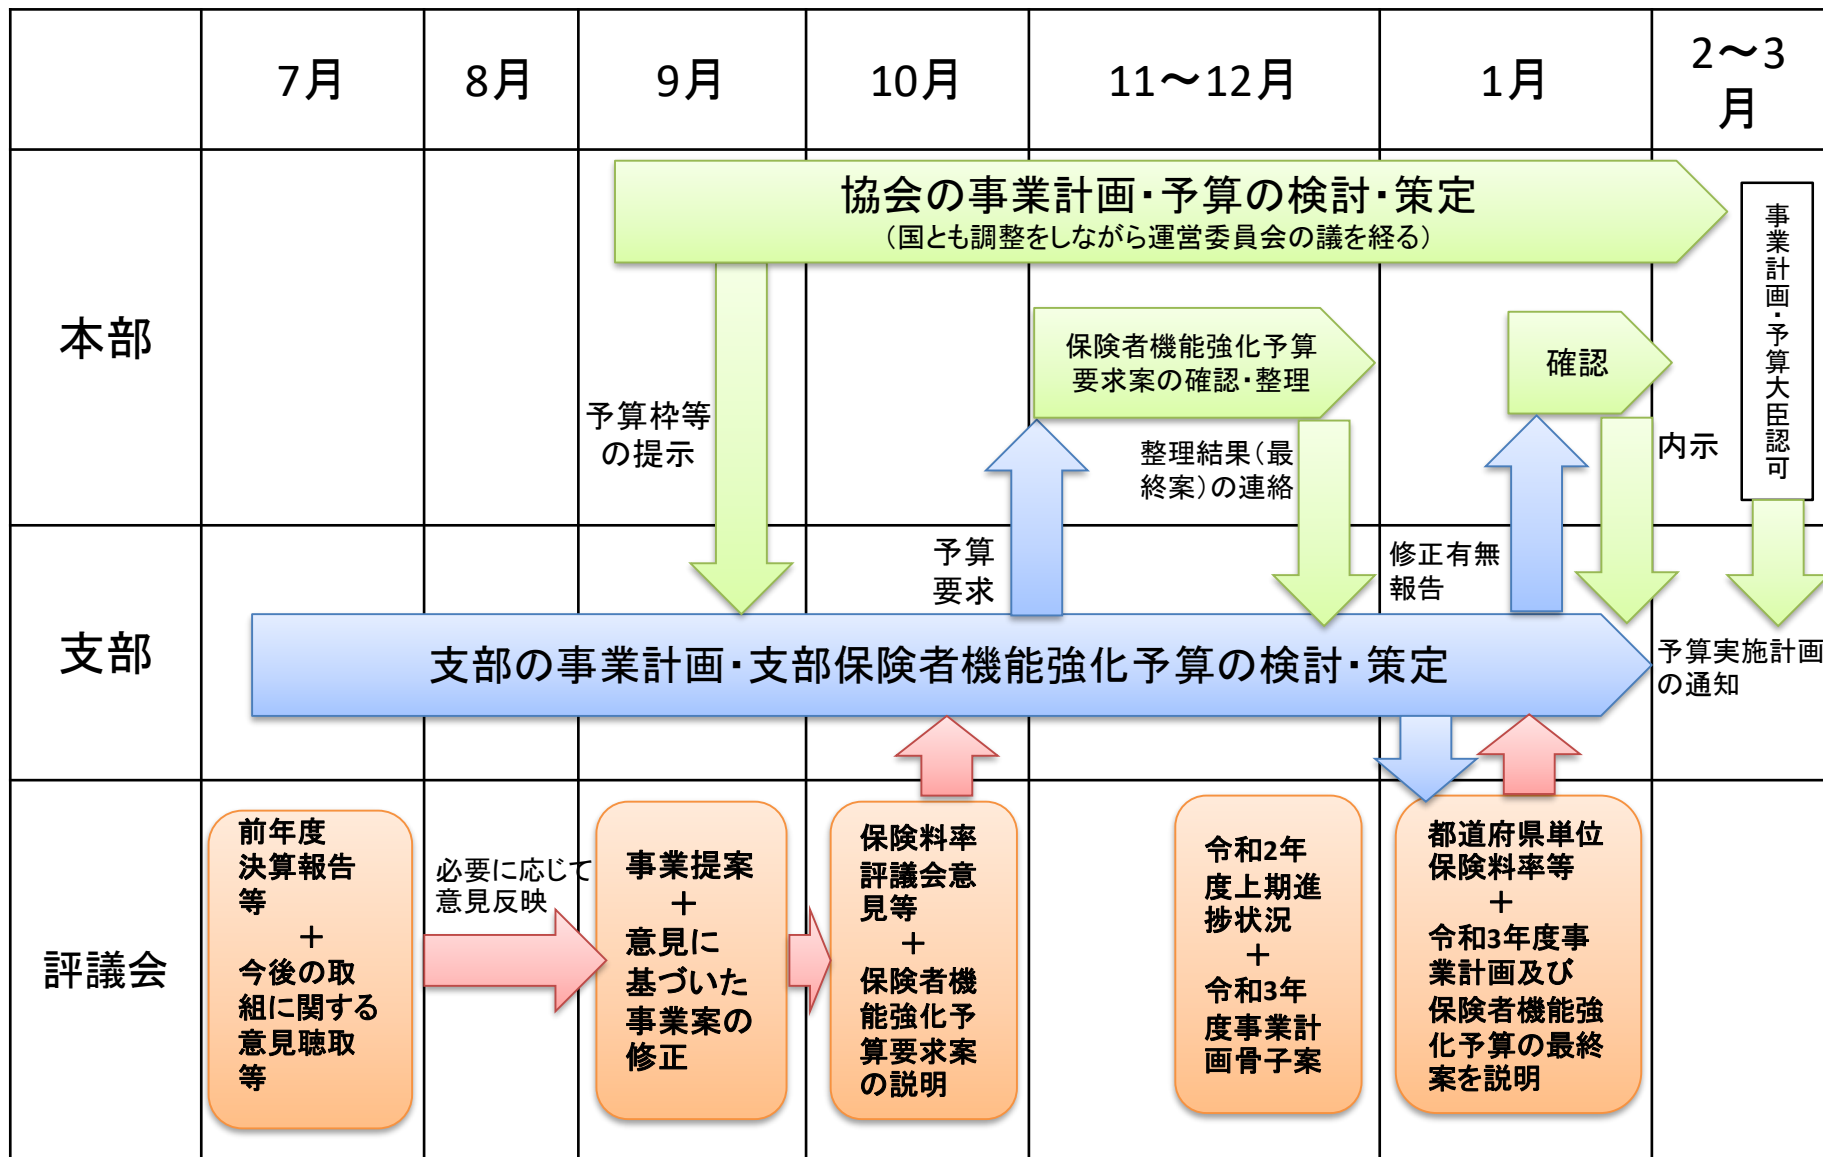 7月
8月
9月
10月
11～12月
1月
2～3
月
本部
協会の事業計画・予算の検討・策定
（国とも調整をしながら運営委員会の議を経る）
事業計画・予算大臣認可
保険者機能強化予算
要求案の確認・整理
確認
予算枠等
の提示
整理結果（最
終案）の連絡
内示
支部
予算
要求
修正有無
報告
支部の事業計画・支部保険者機能強化予算の検討・策定
予算実施計画
の通知
評議会
前年度
決算報告
等
＋
今後の取
組に関する
意見聴取
等
必要に応じて
意見反映
事業提案
＋
意見に
基づいた
事業案の
修正
保険料率
評議会意
見等
＋
保険者機
能強化予
算要求案
の説明
令和2年
度上期進
捗状況
＋
令和3年
度事業計
画骨子案
都道府県単位
保険料率等
＋
令和3年度事
業計画及び
保険者機能強
化予算の最終
案を説明